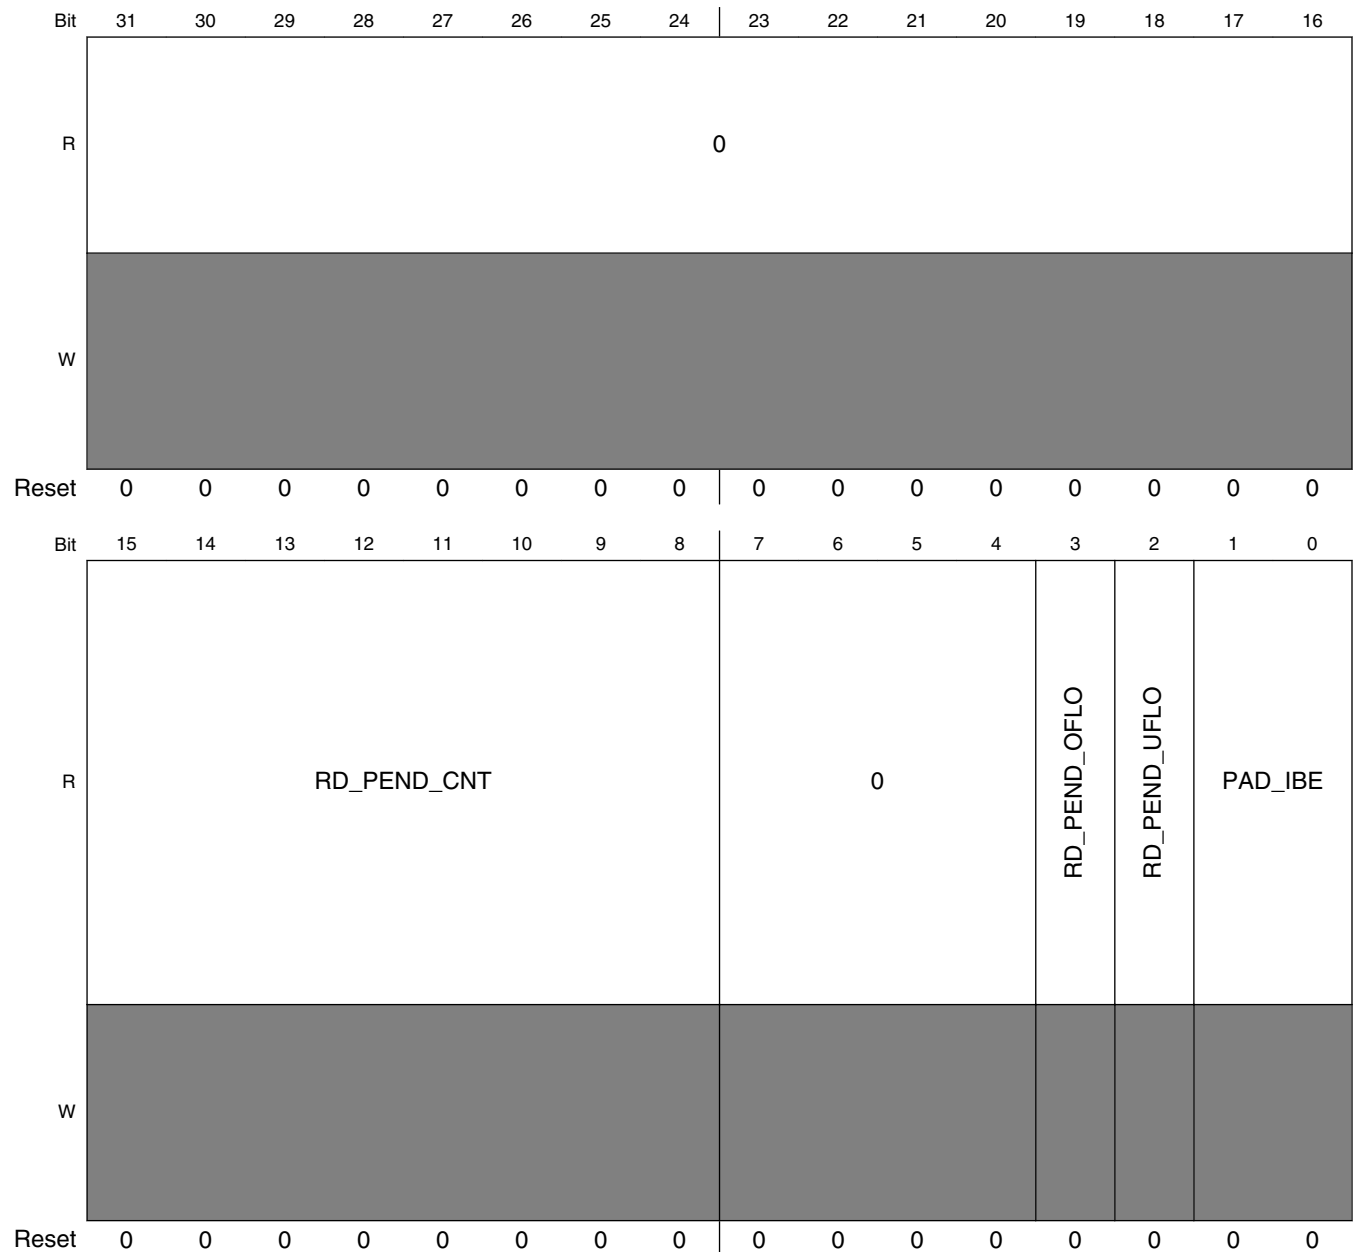 Bit 31 30 29 28 27 26 25 24 23 22 21 20 19 18 17 16
R 0
W
Reset 0 0 0 0 0 0 0 0 0 0 0 0 0 0 0 0
Bit 15 14 13 12 11 10 9 8 7 6 5 4 3 2 1 0
R RD_PEND_CNT 0 RD_PEND_OFLO RD_PEND_UFLO PAD_IBE
W
Reset 0 0 0 0 0 0 0 0 0 0 0 0 0 0 0 0